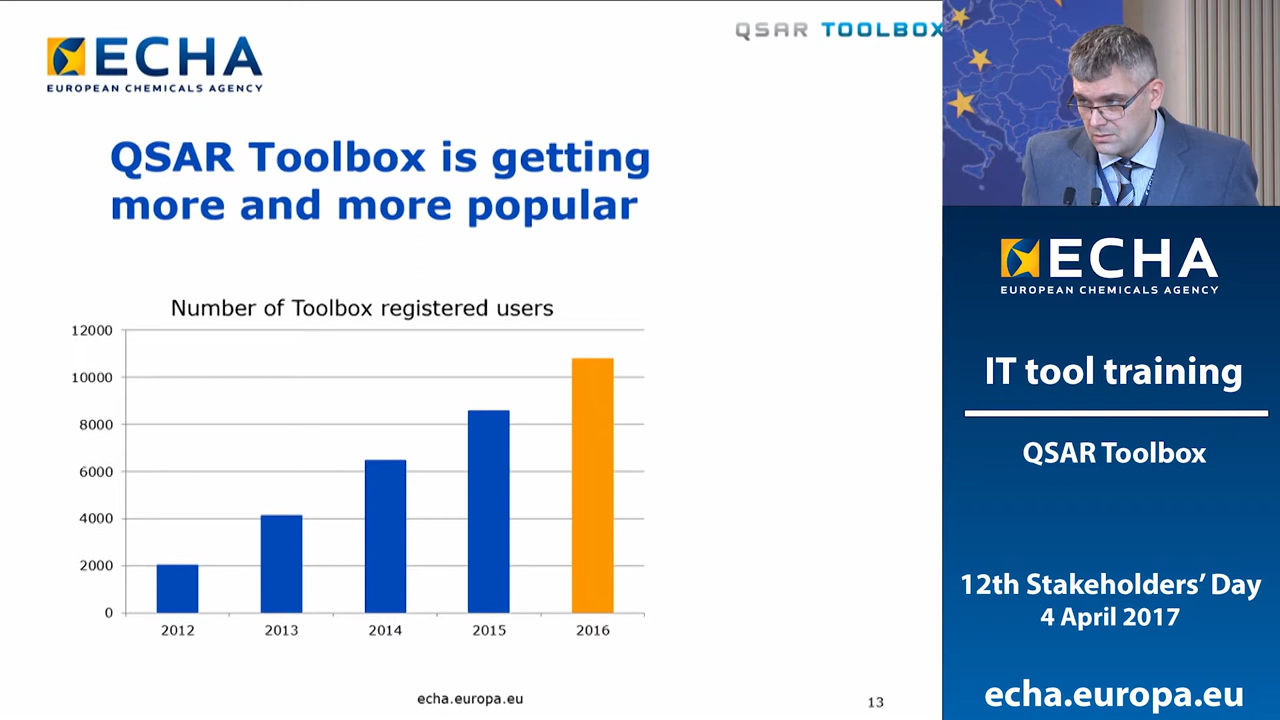 ECHA
EUROPEAN CHEMICALS AGENCY
QSAR TOOLBOX
QSAR Toolbox is getting
more and more popular
Number of Toolbox registered users
12000
10000
8000
6000
4000
2000
0
2012 2013 2014 2015 2016
echa.europa.eu
13
ECHA
EUROPEAN CHEMICALS AGENCY
IT tool training
QSAR Toolbox
12th Stakeholders’ Day
4 April 2017
echa.europa.eu